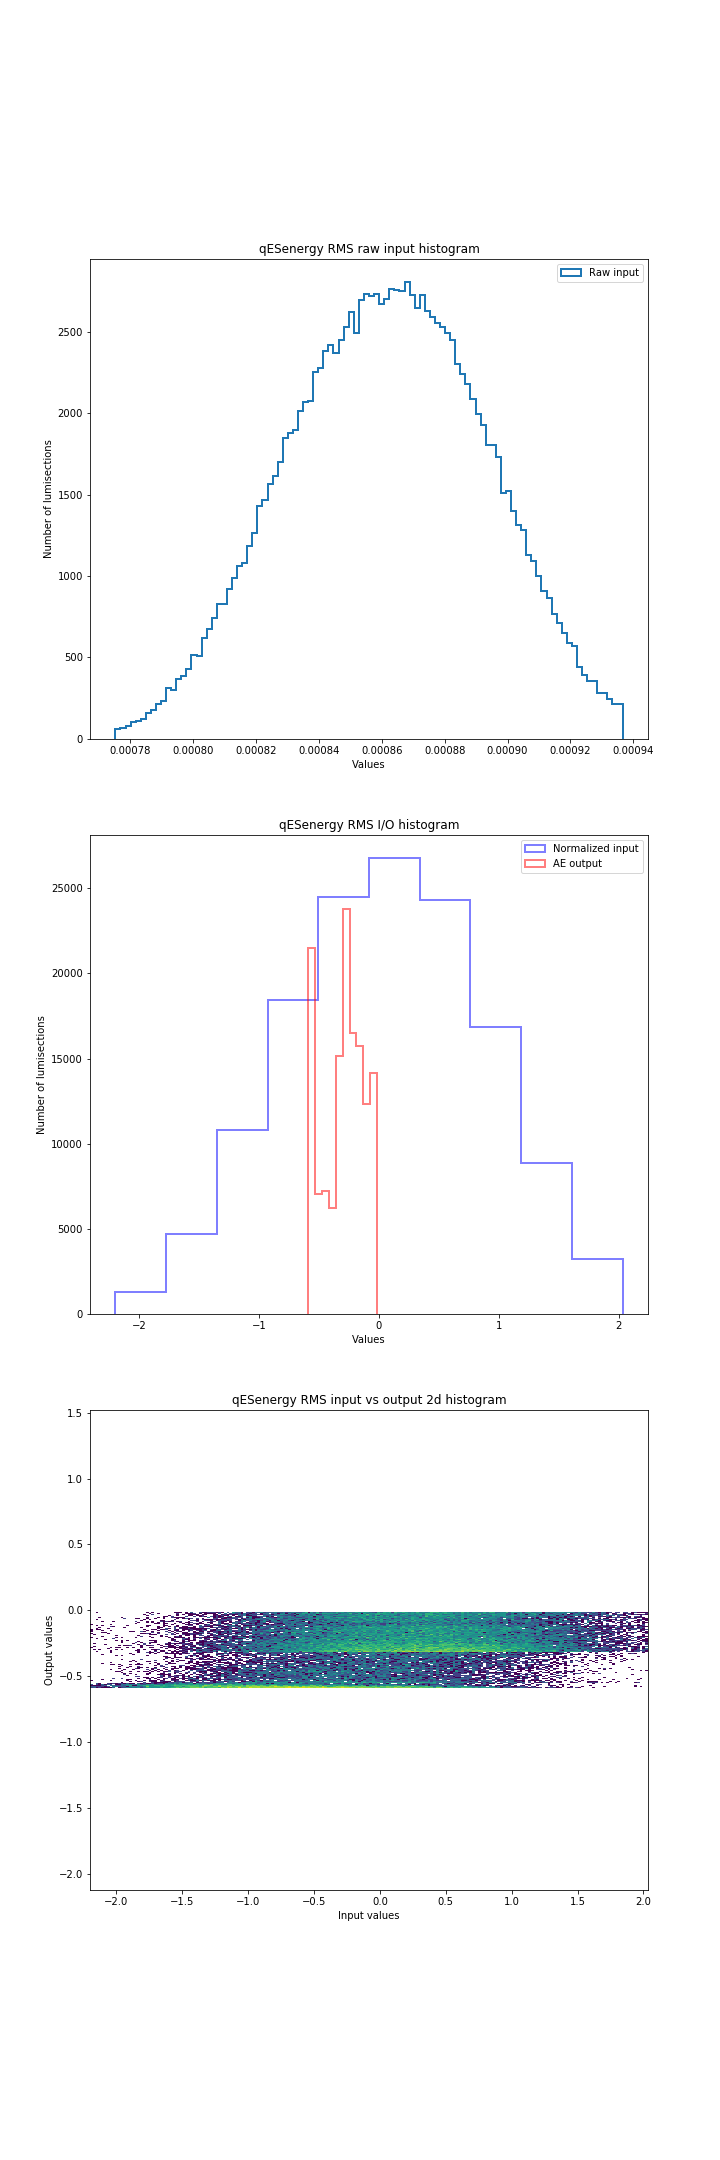 qESenergy RMS raw input histogram
Raw input
Number of lumisections
2500
2000
1500
1000
500
0
0.00078 0.00080 0.00082 0.00084 0.00086 0.00088 0.00090 0.00092 0.00094
Values
qESenergy RMS I/O histogram
Normalized input
AE output
Number of lumisections
25000
20000
15000
10000
5000
0
−2 −1 0 1 2
Values
qESenergy RMS input vs output 2d histogram
Output values
1.5
1.0
0.5
0.0
−0.5
−1.0
−1.5
−2.0
−2.0 −1.5 −1.0 −0.5 0.0 0.5 1.0 1.5 2.0
Input values